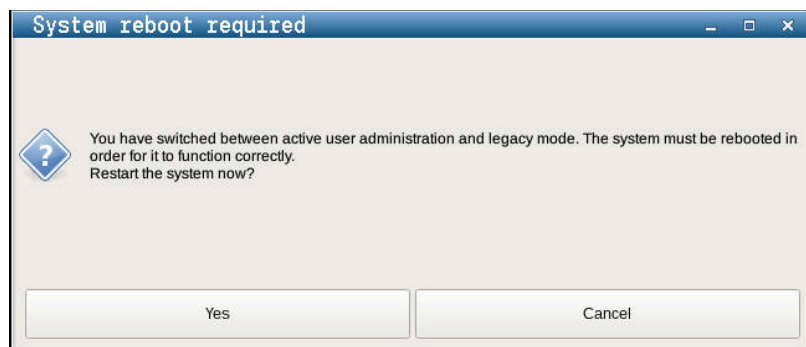 System reboot required
You have switched between active user administration and legacy mode. The system must be rebooted in
order for it to function correctly.
Restart the system now?
Yes
Cancel